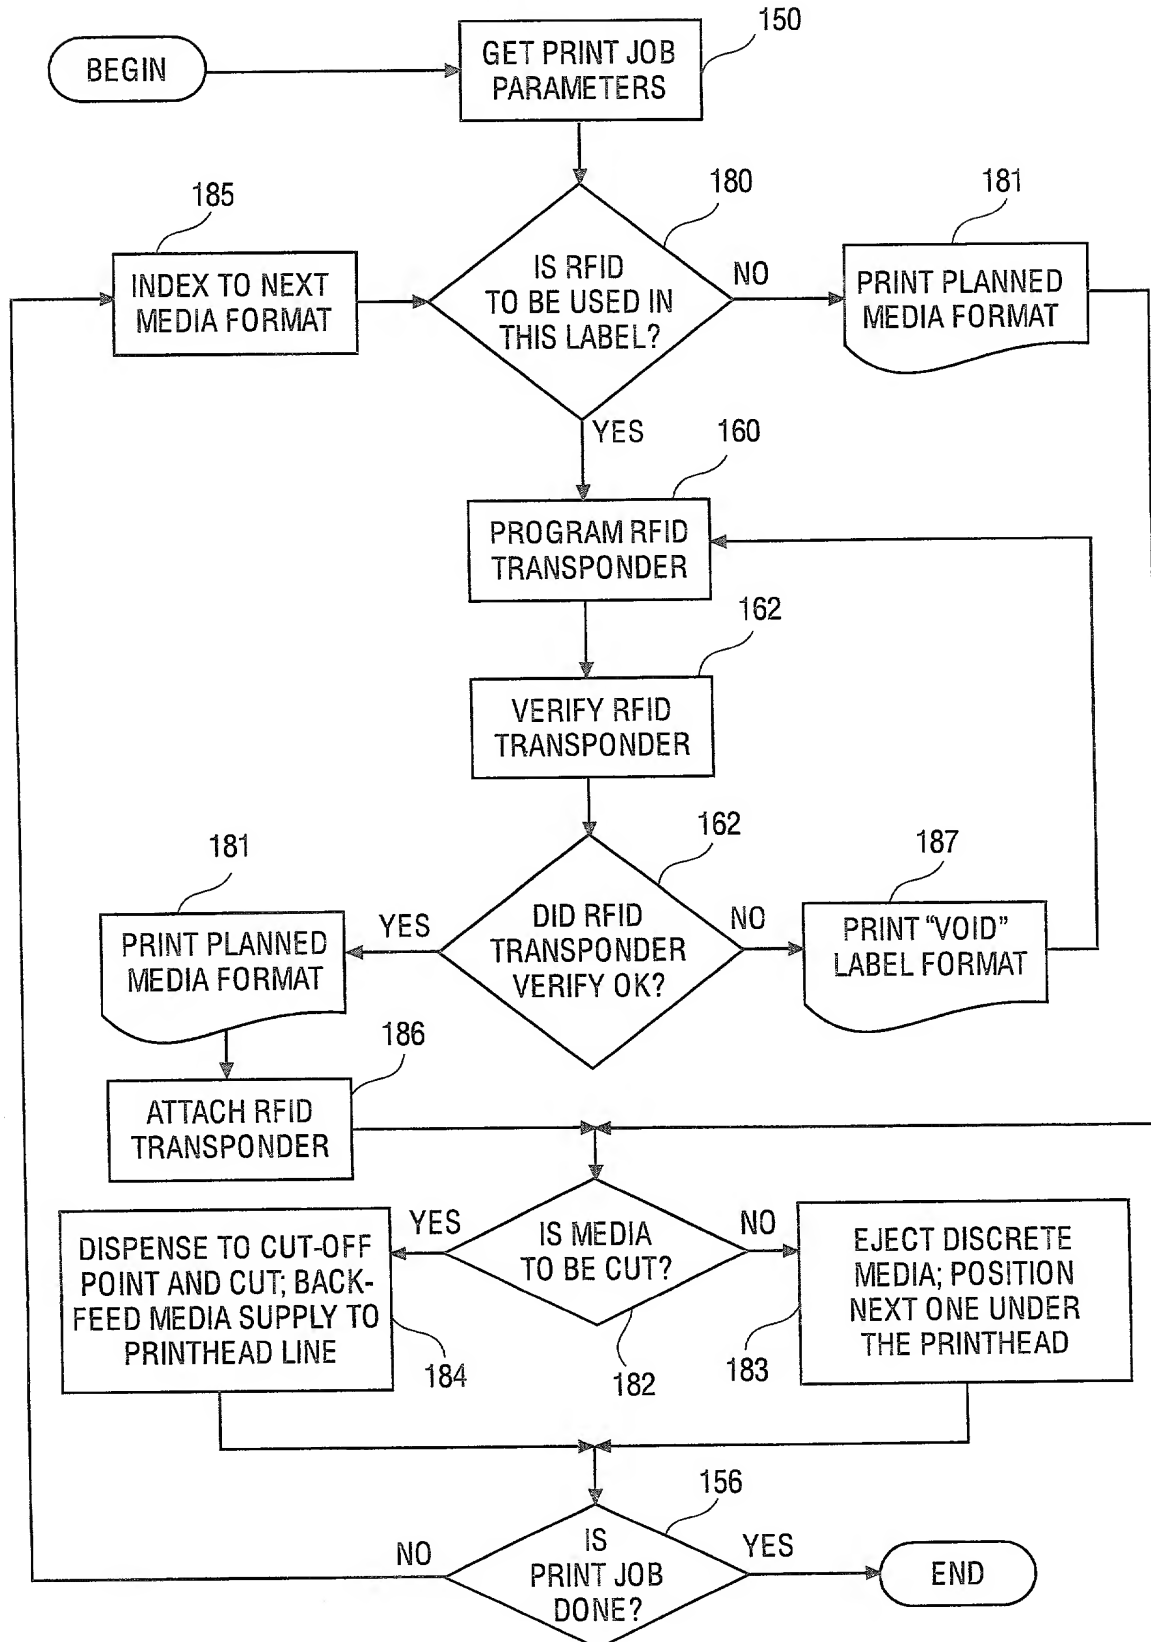 150
BEGIN
GET PRINT JOB
PARAMETERS
185
180
181
INDEX TO NEXT
MEDIA FORMAT
IS RFID
TO BE USED IN
THIS LABEL?
NO
PRINT PLANNED
MEDIA FORMAT
YES
160
PROGRAM RFID
TRANSPONDER
162
VERIFY RFID
TRANSPONDER
181
162
187
YES
DID RFID
TRANSPONDER
VERIFY OK?
NO
PRINT PLANNED
MEDIA FORMAT
PRINT “VOID”
LABEL FORMAT
186
ATTACH RFID
TRANSPONDER
YES
IS MEDIA
TO BE CUT?
NO
DISPENSE TO CUT-OFF
POINT AND CUT; BACK-
FEED MEDIA SUPPLY TO
PRINTHEAD LINE
EJECT DISCRETE
MEDIA; POSITION
NEXT ONE UNDER
THE PRINTHEAD
184
182
183
156
NO
IS
PRINT JOB
DONE?
YES
END